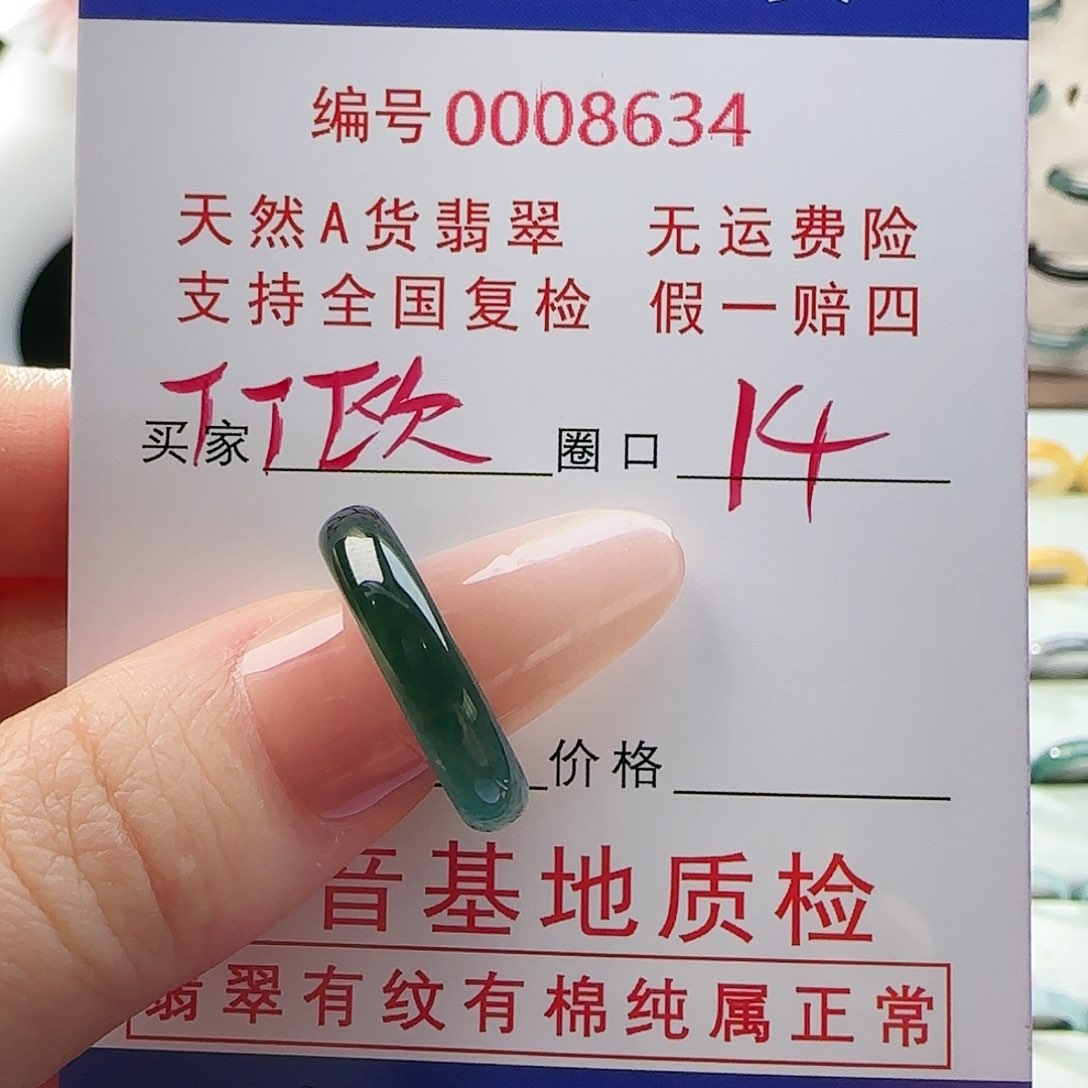 编号0008634
天然A货翡翠 无运费险
支持全国复检 假一赔四
买家 圈口 14
价格
音基地质检
翡翠有纹有棉纯属正常